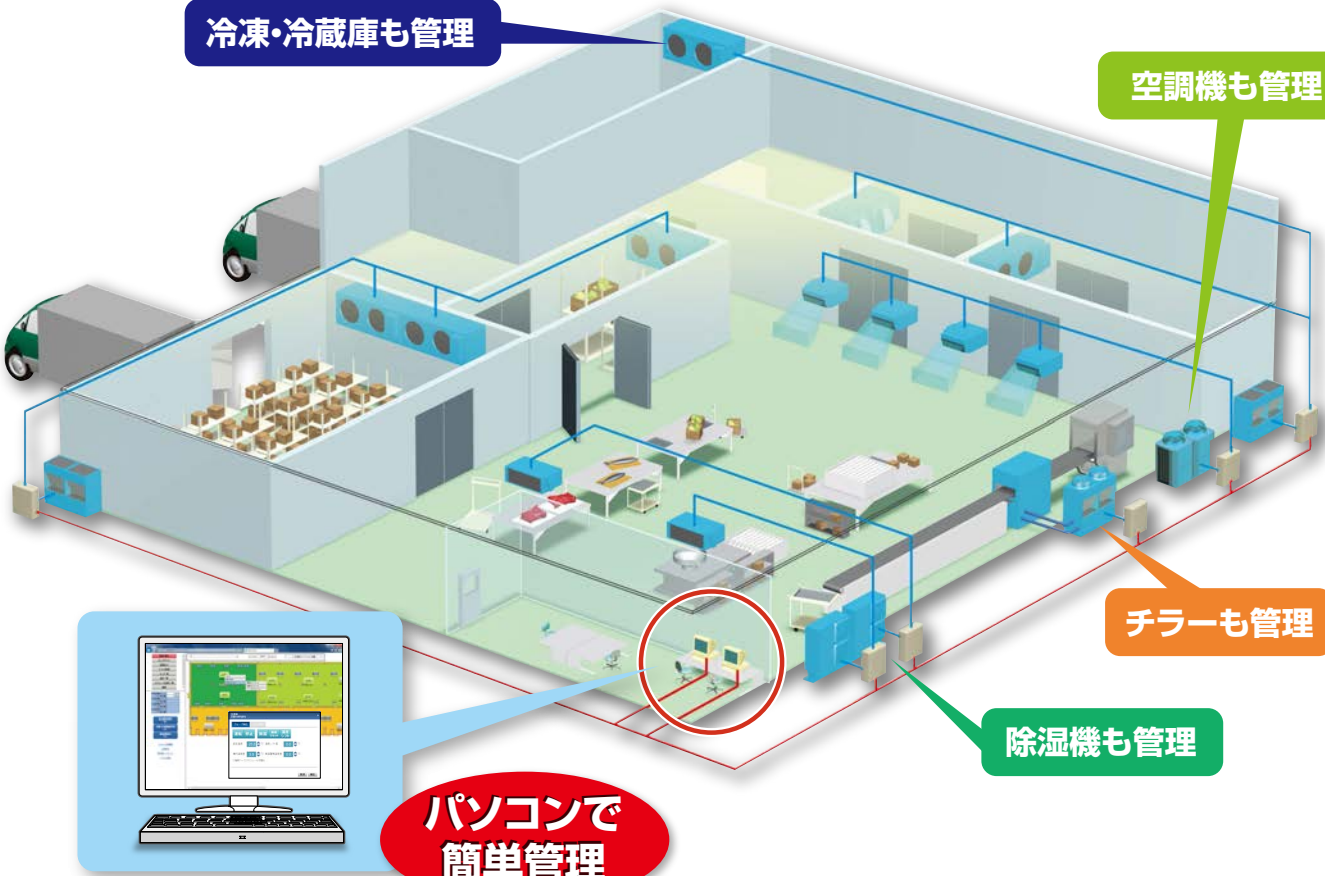 冷凍・冷蔵庫も管理
空調機も管理
チラーも管理
除湿機も管理
パソコンで
簡単管理